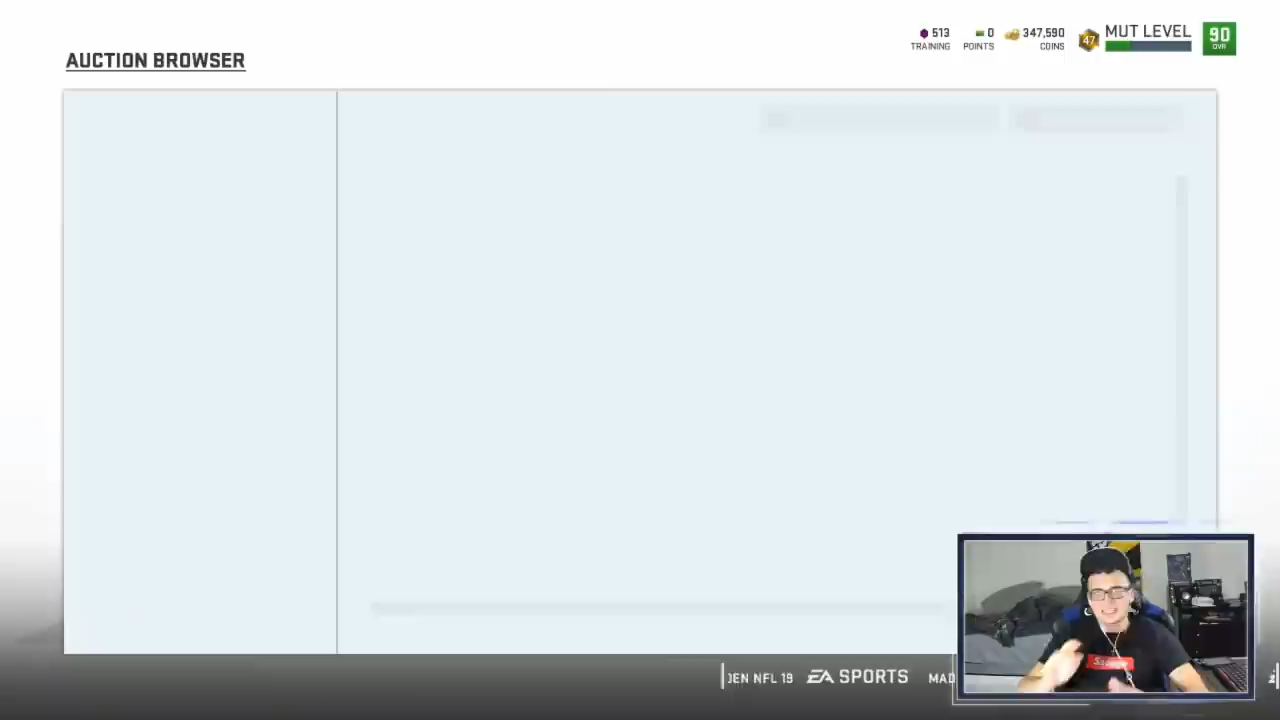 AUCTION BROWSER
513
TRAINING
0
POINTS
347,590
COINS
47
MUT LEVEL
90
OVR
DEN NFL 19
EA SPORTS
MAD